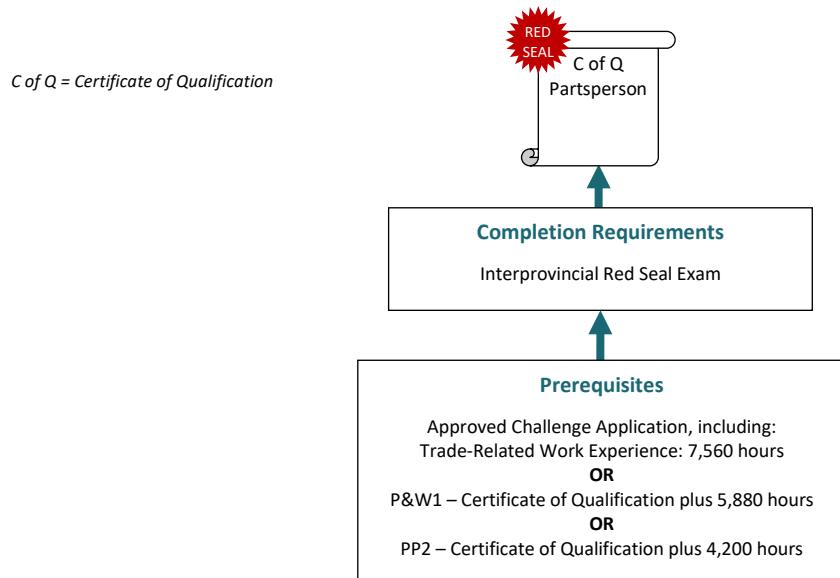 RED
SEAL
C of Q
Partsperson
C of Q = Certificate of Qualification
Completion Requirements
Interprovincial Red Seal Exam
Prerequisites
Approved Challenge Application, including:
Trade-Related Work Experience: 7,560 hours
OR
P&W1 – Certificate of Qualification plus 5,880 hours
OR
PP2 – Certificate of Qualification plus 4,200 hours